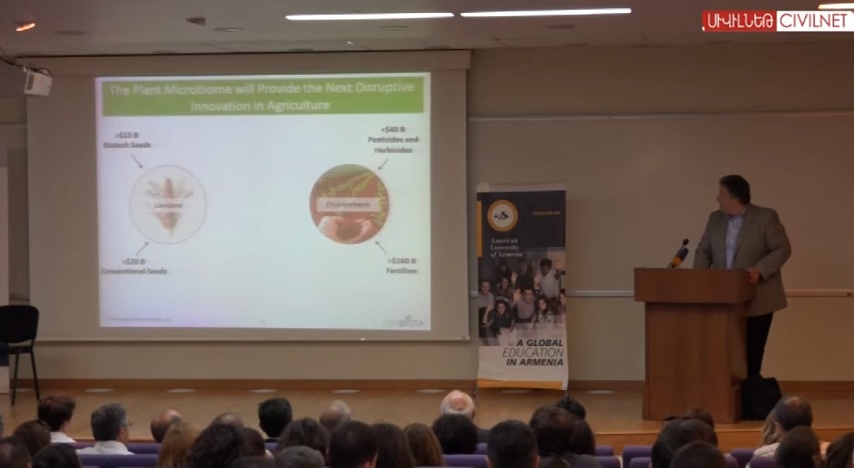 ՍԻՎԻԼՆԵԹ CIVILNET
The Plant Microbiome will Provide the Next Disruptive
Innovation in Agriculture
>$15 B
Biotech Seeds
>$40 B
Pesticides and
Herbicides
Genome
Environment
>$20 B
Conventional Seeds
>$160 B
Fertilizer
American
University
of Armenia
A GLOBAL
EDUCATION
IN ARMENIA